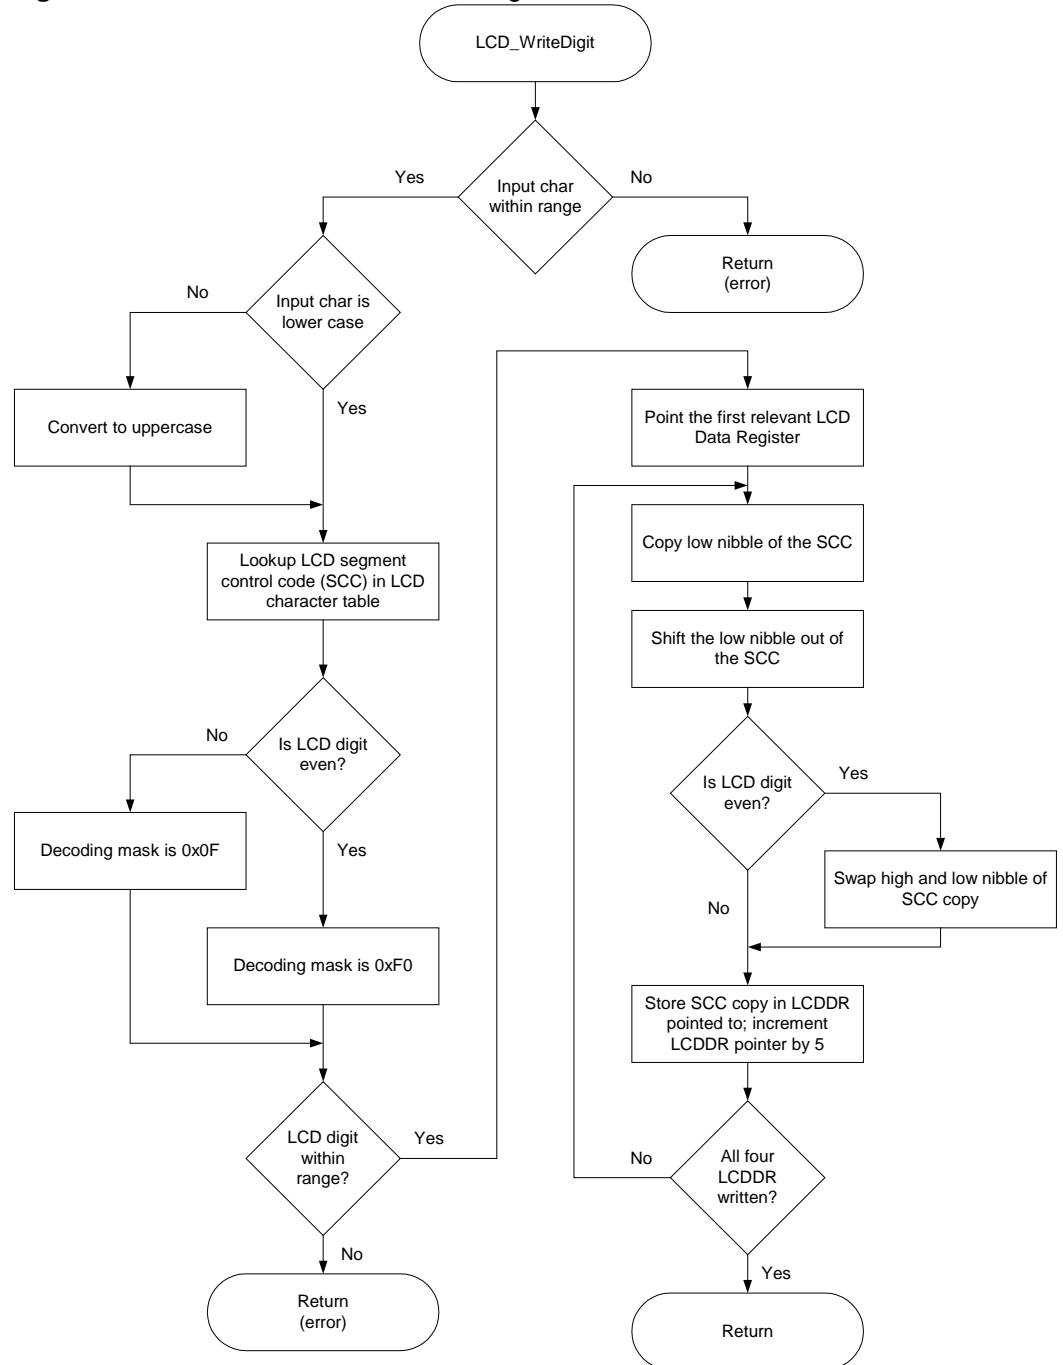 LCD_WriteDigit
Input char
within range
Yes
No
Return
(error)
Input char is
lower case
No
Yes
Convert to uppercase
Lookup LCD segment
control code (SCC) in LCD
character table
Is LCD digit
even?
No
Yes
Decoding mask is 0x0F
Decoding mask is 0xF0
LCD digit
within
range?
Yes
No
Return
(error)
Point the first relevant LCD
Data Register
Copy low nibble of the SCC
Shift the low nibble out of
the SCC
Is LCD digit
even?
Yes
No
Swap high and low nibble of
SCC copy
Store SCC copy in LCDDR
pointed to; increment
LCDDR pointer by 5
All four
LCDDR
written?
No
Yes
Return